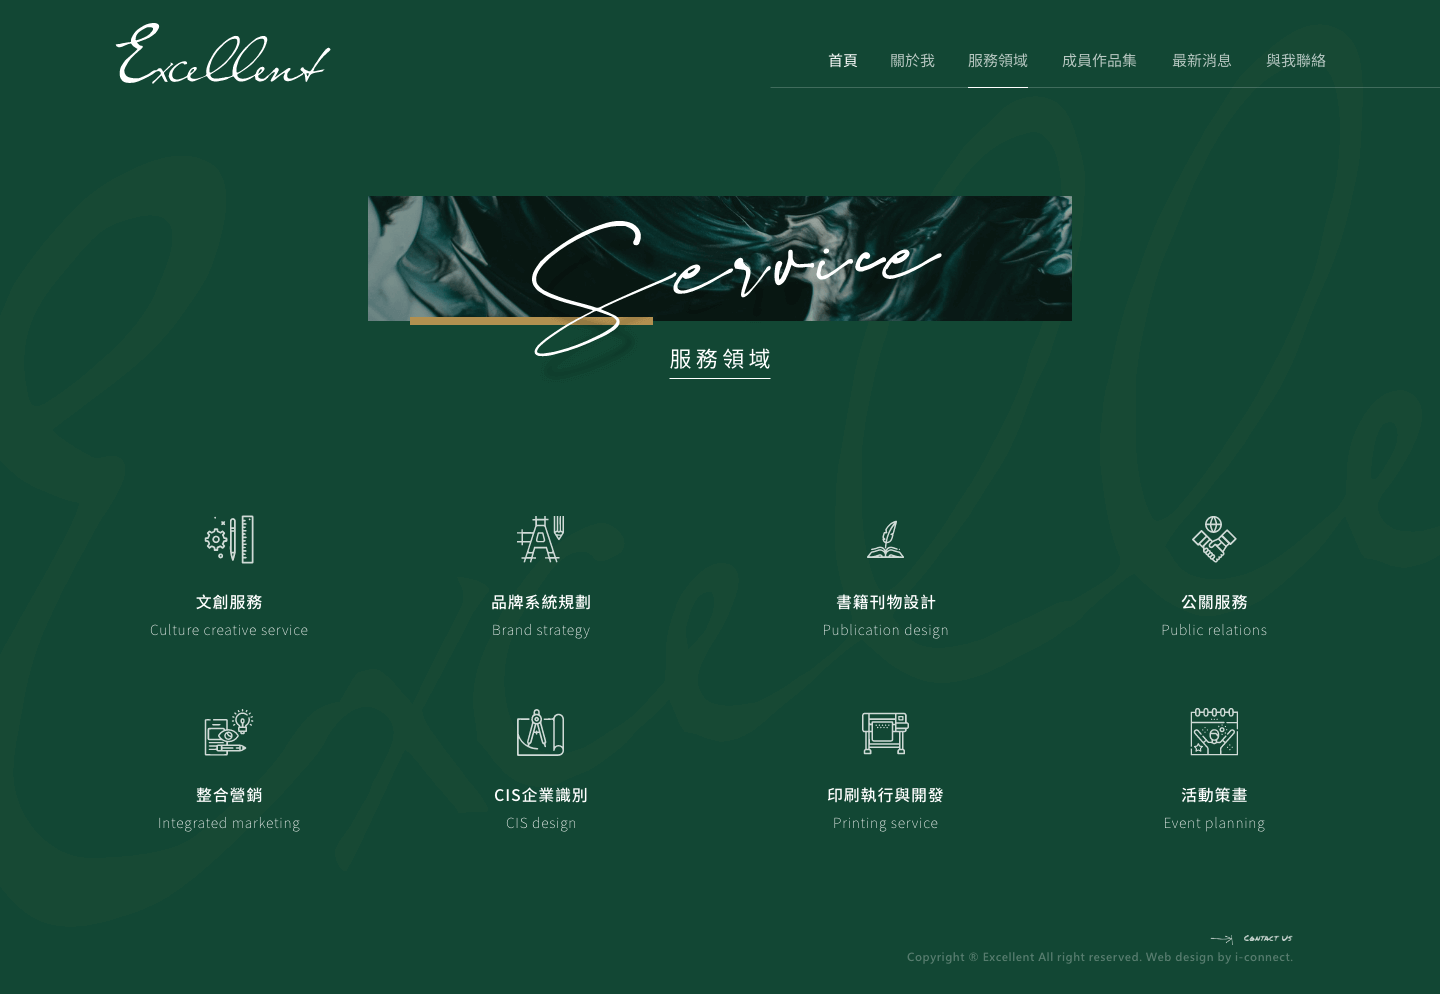 Excellent
首頁 關於我 服務領域 成員作品集 最新消息 與我聯絡
Service
服務領域
文創服務 品牌系統規劃 書籍刊物設計 公關服務
Culture creative service Brand strategy Publication design Public relations
整合營銷 CIS企業識別 印刷執行與開發 活動策畫
Integrated marketing CIS design Printing service Event planning
Contact Us
Copyright ® Excellent All right reserved. Web design by i-connect.